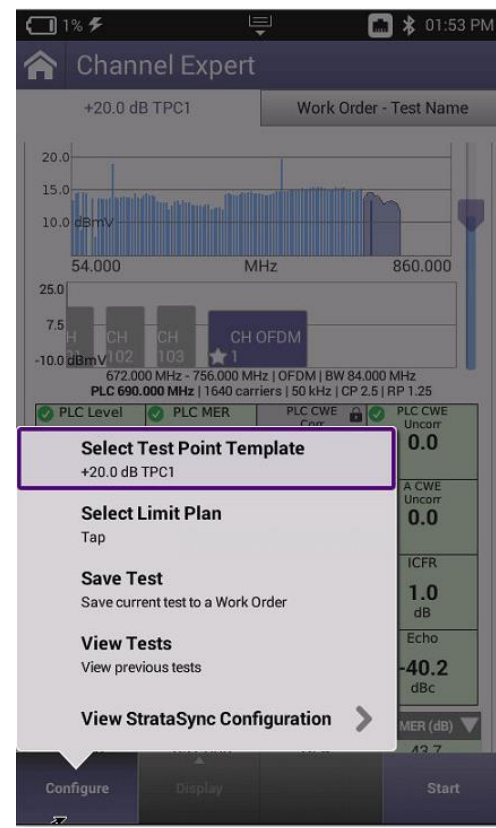 1%
01:53 PM
Channel Expert
+20.0 dB TPC1
Work Order - Test Name
20.0
15.0
10.0 dBmV
54.000
MHz
860.000
25.0
7.5
-10.0 dBmV
CH
102
CH
103
CH OFDM
1
672.000 MHz - 756.000 MHz | OFDM | BW 84.000 MHz
PLC 690.000 MHz | 1640 carriers | 50 kHz | CP 2.5 | RP 1.25
PLC Level
PLC MER
PLC CWE
Corr
PLC CWE
Uncorr
0.0
A CWE
Uncorr
0.0
ICFR
1.0
dB
Echo
-40.2
dBc
MER (dB)
43.7
Select Test Point Template
+20.0 dB TPC1
Select Limit Plan
Tap
Save Test
Save current test to a Work Order
View Tests
View previous tests
View StrataSync Configuration
Configure
Display
Start